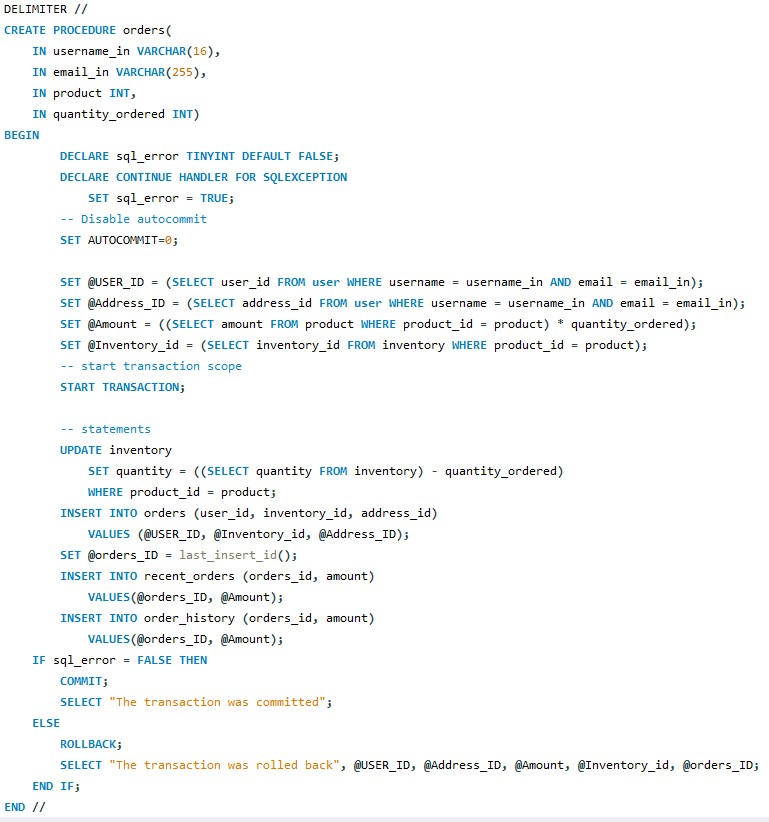 DELIMITER //
CREATE PROCEDURE orders(
    IN username_in VARCHAR(16),
    IN email_in VARCHAR(255),
    IN product INT,
    IN quantity_ordered INT)
BEGIN
        DECLARE sql_error TINYINT DEFAULT FALSE;
        DECLARE CONTINUE HANDLER FOR SQLEXCEPTION
            SET sql_error = TRUE;
        -- Disable autocommit
        SET AUTOCOMMIT=0;

        SET @USER_ID = (SELECT user_id FROM user WHERE username = username_in AND email = email_in);
        SET @Address_ID = (SELECT address_id FROM user WHERE username = username_in AND email = email_in);
        SET @Amount = ((SELECT amount FROM product WHERE product_id = product) * quantity_ordered);
        SET @Inventory_id = (SELECT inventory_id FROM inventory WHERE product_id = product);
        -- start transaction scope
        START TRANSACTION;

        -- statements
        UPDATE inventory
            SET quantity = ((SELECT quantity FROM inventory) - quantity_ordered)
            WHERE product_id = product;
        INSERT INTO orders (user_id, inventory_id, address_id)
            VALUES (@USER_ID, @Inventory_id, @Address_ID);
        SET @orders_ID = last_insert_id();
        INSERT INTO recent_orders (orders_id, amount)
            VALUES(@orders_ID, @Amount);
        INSERT INTO order_history (orders_id, amount)
            VALUES(@orders_ID, @Amount);
    IF sql_error = FALSE THEN
        COMMIT;
        SELECT "The transaction was committed";
    ELSE
        ROLLBACK;
        SELECT "The transaction was rolled back", @USER_ID, @Address_ID, @Amount, @Inventory_id, @orders_ID;
    END IF;
END //